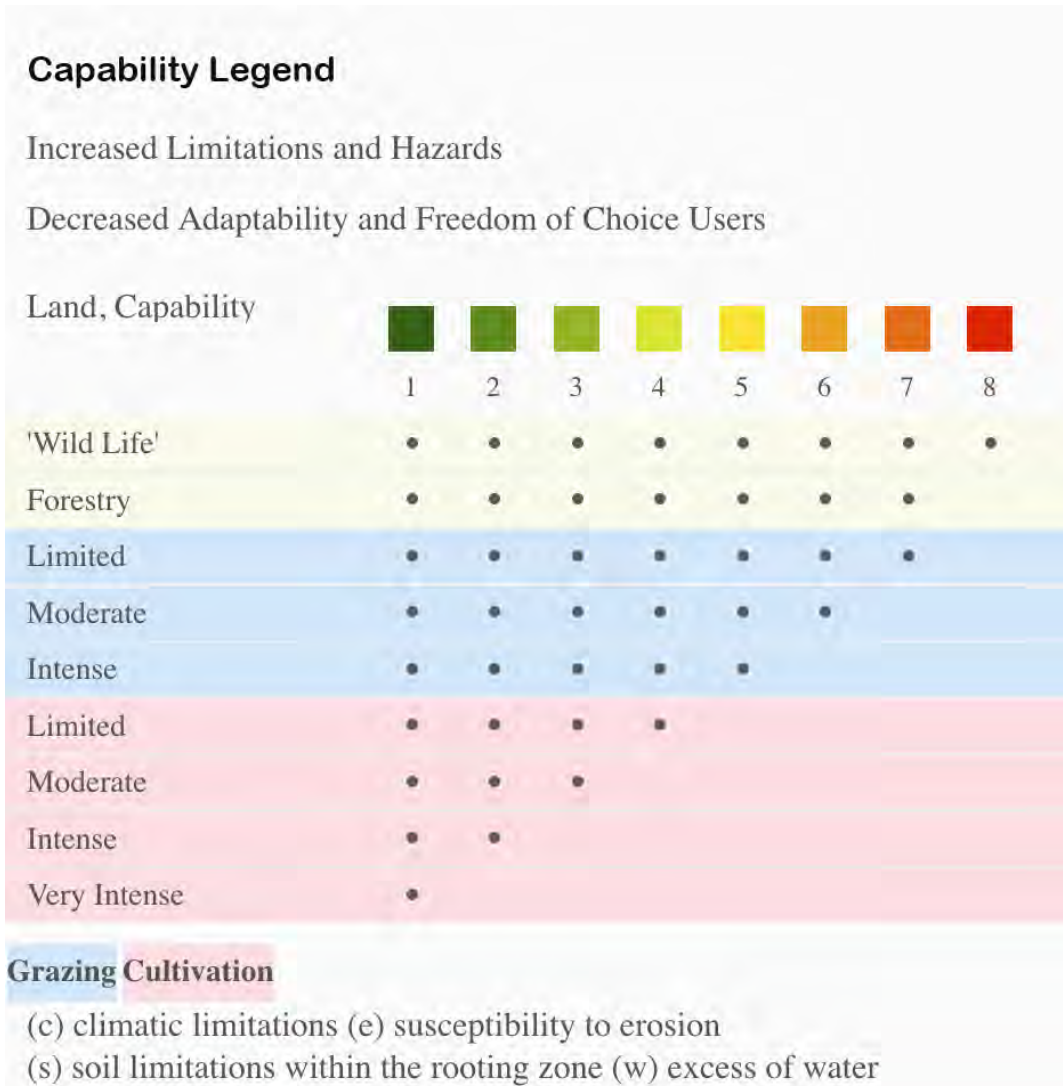 Capability Legend
Increased Limitations and Hazards
Decreased Adaptability and Freedom of Choice Users
Land, Capability
1 2 3 4 5 6 7 8
'Wild Life' • • • • • • • •
Forestry • • • • • • •
Limited • • • • • • •
Moderate • • • • • •
Intense • • • • •
Limited • • • •
Moderate • • •
Intense • •
Very Intense •
Grazing Cultivation
(c) climatic limitations (e) susceptibility to erosion
(s) soil limitations within the rooting zone (w) excess of water